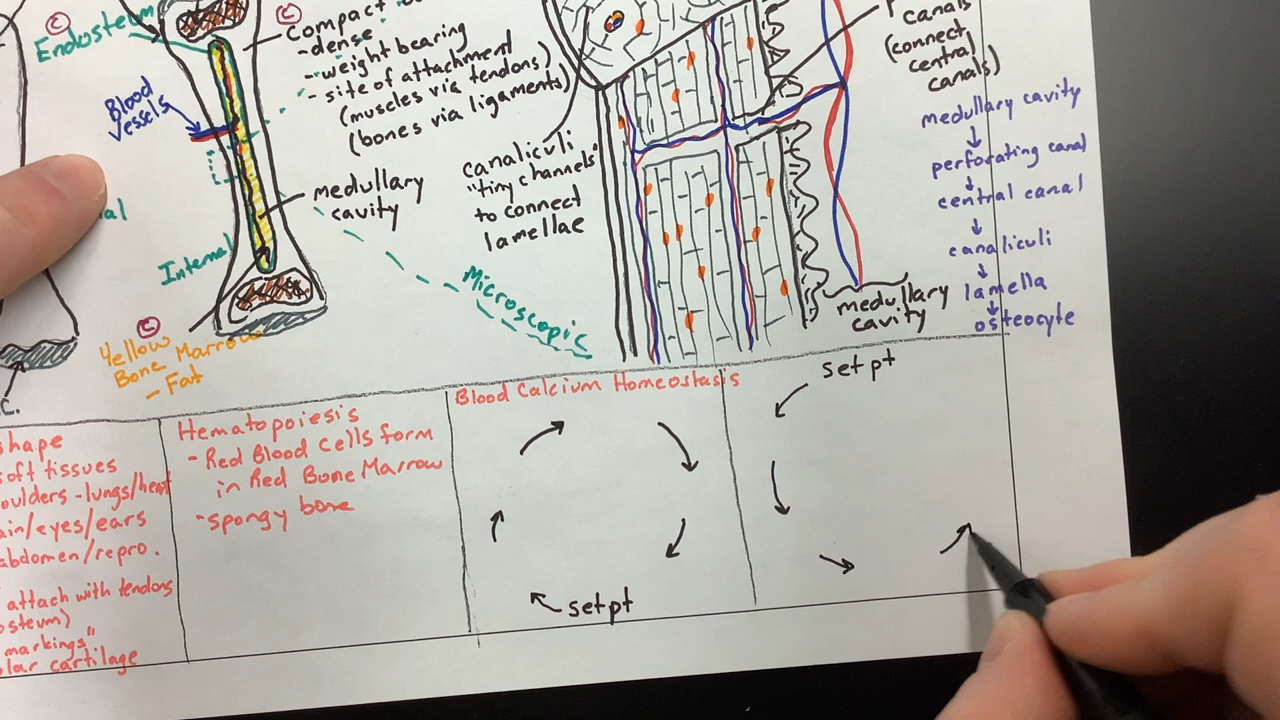 ©
Endosteum
©
Compact
-dense
-weight bearing
- site of attachment
(muscles via tendons)
(bones via ligaments)
Blood
Vessels
medullary
cavity
Internal
©
Yellow
Bone Marrow
- Fat
Microscopic
canaliculi
"tiny channels"
to connect
lamellae
canals
(connect
central
canals)
medullary cavity
perforating canal
central canal
canaliculi
lamella
osteocyte
medullary
cavity
shape
soft tissues
oulders -lungs/heart
ain/eyes/ears
abdomen/repro.
attach with tendons
osteum)
markings"
lar cartilage
Hematopoiesis
- Red Blood Cells form
in Red Bone Marrow
-spongy bone
Blood Calcium Homeostasis
set pt
set pt